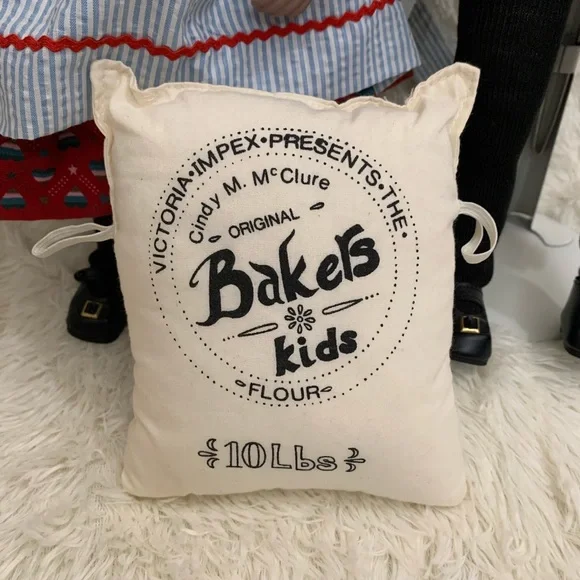 VICTORIA•IMPEX•PRESENTS•THE•
Cindy M. McClure
ORIGINAL
Bakers
kids
FLOUR
10Lbs